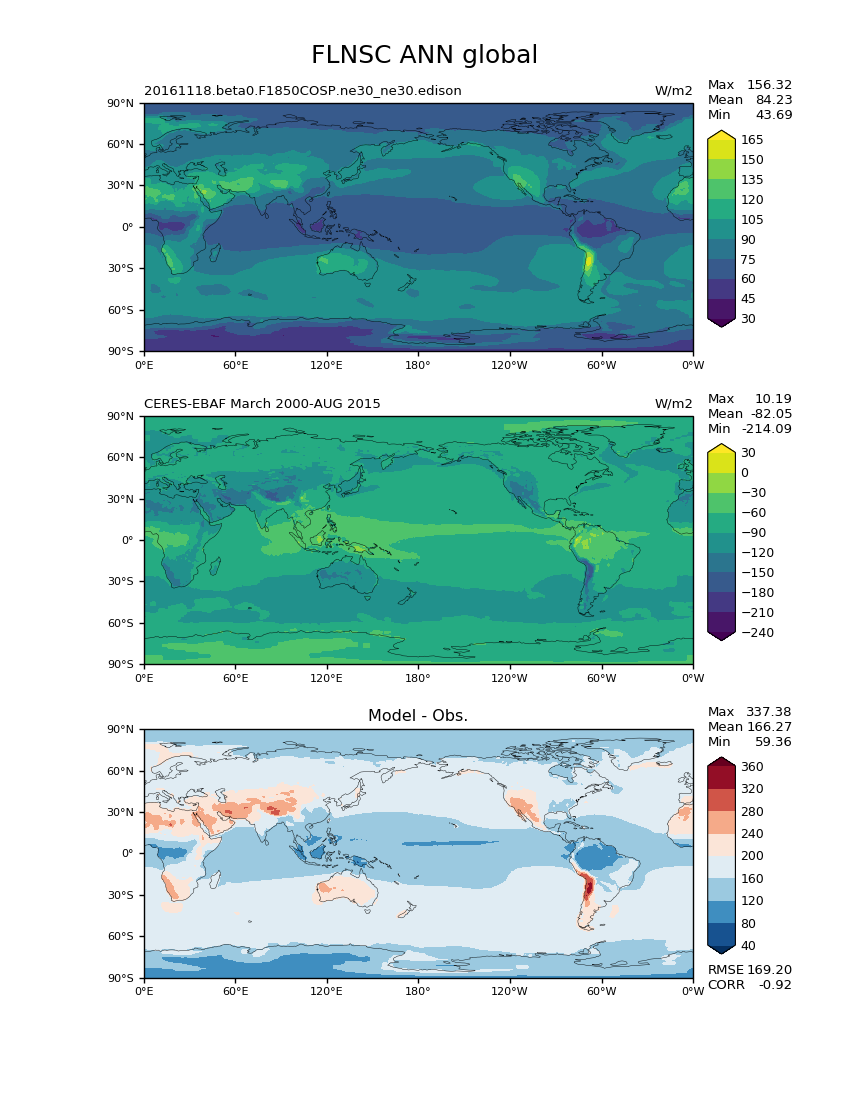 FLNSC ANN global
20161118.beta0.F1850COSP.ne30_ne30.edison W/m2
Max 156.32
Mean 84.23
Min 43.69
90°N
60°N
30°N
0°
30°S
60°S
90°S
0°E 60°E 120°E 180° 120°W 60°W 0°W
165
150
135
120
105
90
75
60
45
30
CERES-EBAF March 2000-AUG 2015 W/m2
Max 10.19
Mean -82.05
Min -214.09
90°N
60°N
30°N
0°
30°S
60°S
90°S
0°E 60°E 120°E 180° 120°W 60°W 0°W
30
0
−30
−60
−90
−120
−150
−180
−210
−240
Model - Obs.
Max 337.38
Mean 166.27
Min 59.36
90°N
60°N
30°N
0°
30°S
60°S
90°S
0°E 60°E 120°E 180° 120°W 60°W 0°W
360
320
280
240
200
160
120
80
40
RMSE 169.20
CORR -0.92